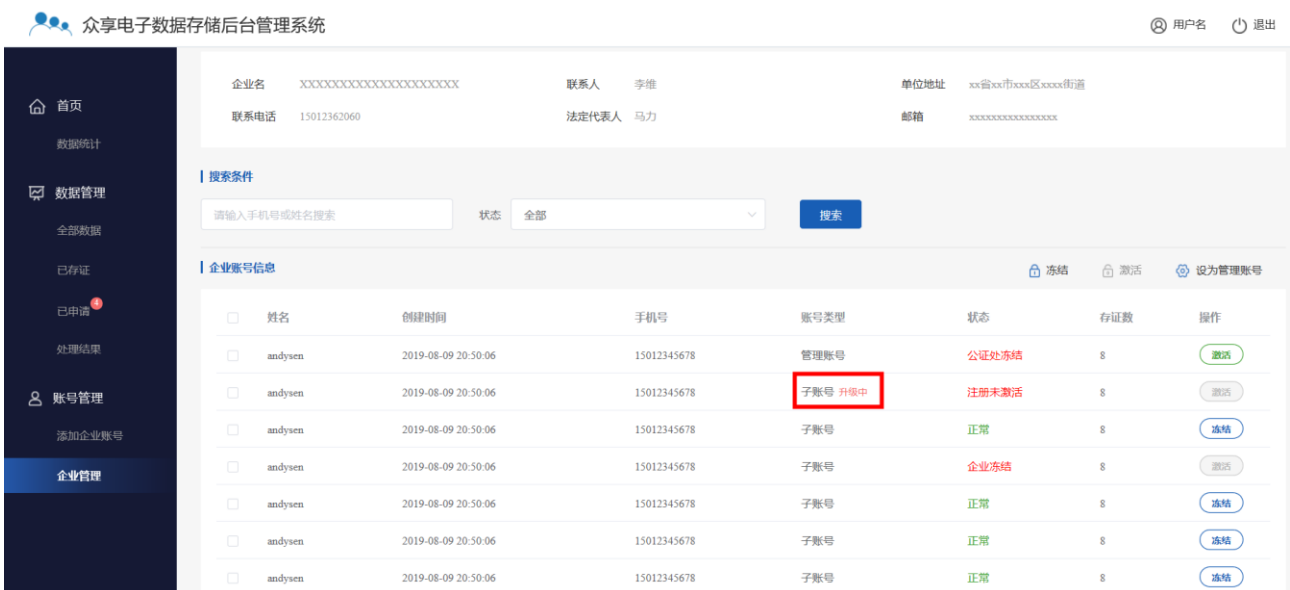 众享电子数据存储后台管理系统
用户名 退出
首页
数据统计
数据管理
全部数据
已存证
已申请 4
处理结果
账号管理
添加企业账号
企业管理
企业名 XXXXXXXXXXXXXXXXXXXX 联系人 李维 单位地址 xx省xx市xxx区xxxx街道
联系电话 15012362060 法定代表人 马力 邮箱 xxxxxxxxxxxxxxxx
搜索条件
请输入手机号或姓名搜索 状态 全部 搜索
企业账号信息 冻结 激活 设为管理账号
姓名 创建时间 手机号 账号类型 状态 存证数 操作
andysen 2019-08-09 20:50:06 15012345678 管理账号 公证处冻结 8 激活
andysen 2019-08-09 20:50:06 15012345678 子账号 升级中 注册未激活 8 激活
andysen 2019-08-09 20:50:06 15012345678 子账号 正常 8 冻结
andysen 2019-08-09 20:50:06 15012345678 子账号 企业冻结 8 激活
andysen 2019-08-09 20:50:06 15012345678 子账号 正常 8 冻结
andysen 2019-08-09 20:50:06 15012345678 子账号 正常 8 冻结
andysen 2019-08-09 20:50:06 15012345678 子账号 正常 8 冻结